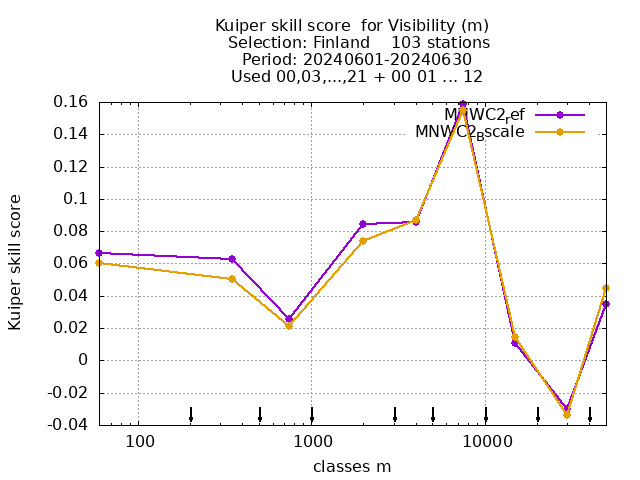 Kuiper skill score  for Visibility (m)
Selection: Finland    103 stations
Period: 20240601-20240630
Used 00,03,...,21 + 00 01 ... 12
MNWC2ref
MNWC2Bscale
0.16
0.14
0.12
0.1
0.08
0.06
0.04
0.02
0
-0.02
-0.04
Kuiper skill score
100
1000
10000
classes m